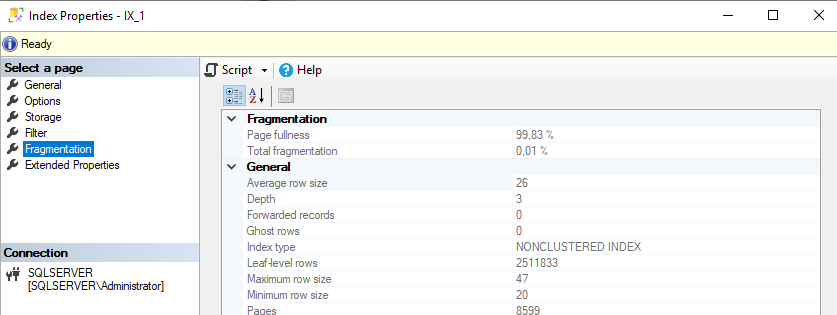 Index Properties - IX_1
Ready
Select a page
General
Options
Storage
Filter
Fragmentation
Extended Properties
Connection
SQLSERVER
[SQLSERVER\Administrator]
Script Help
Fragmentation
Page fullness 99,83 %
Total fragmentation 0,01 %
General
Average row size 26
Depth 3
Forwarded records 0
Ghost rows 0
Index type NONCLUSTERED INDEX
Leaf-level rows 2511833
Maximum row size 47
Minimum row size 20
Pages 8599